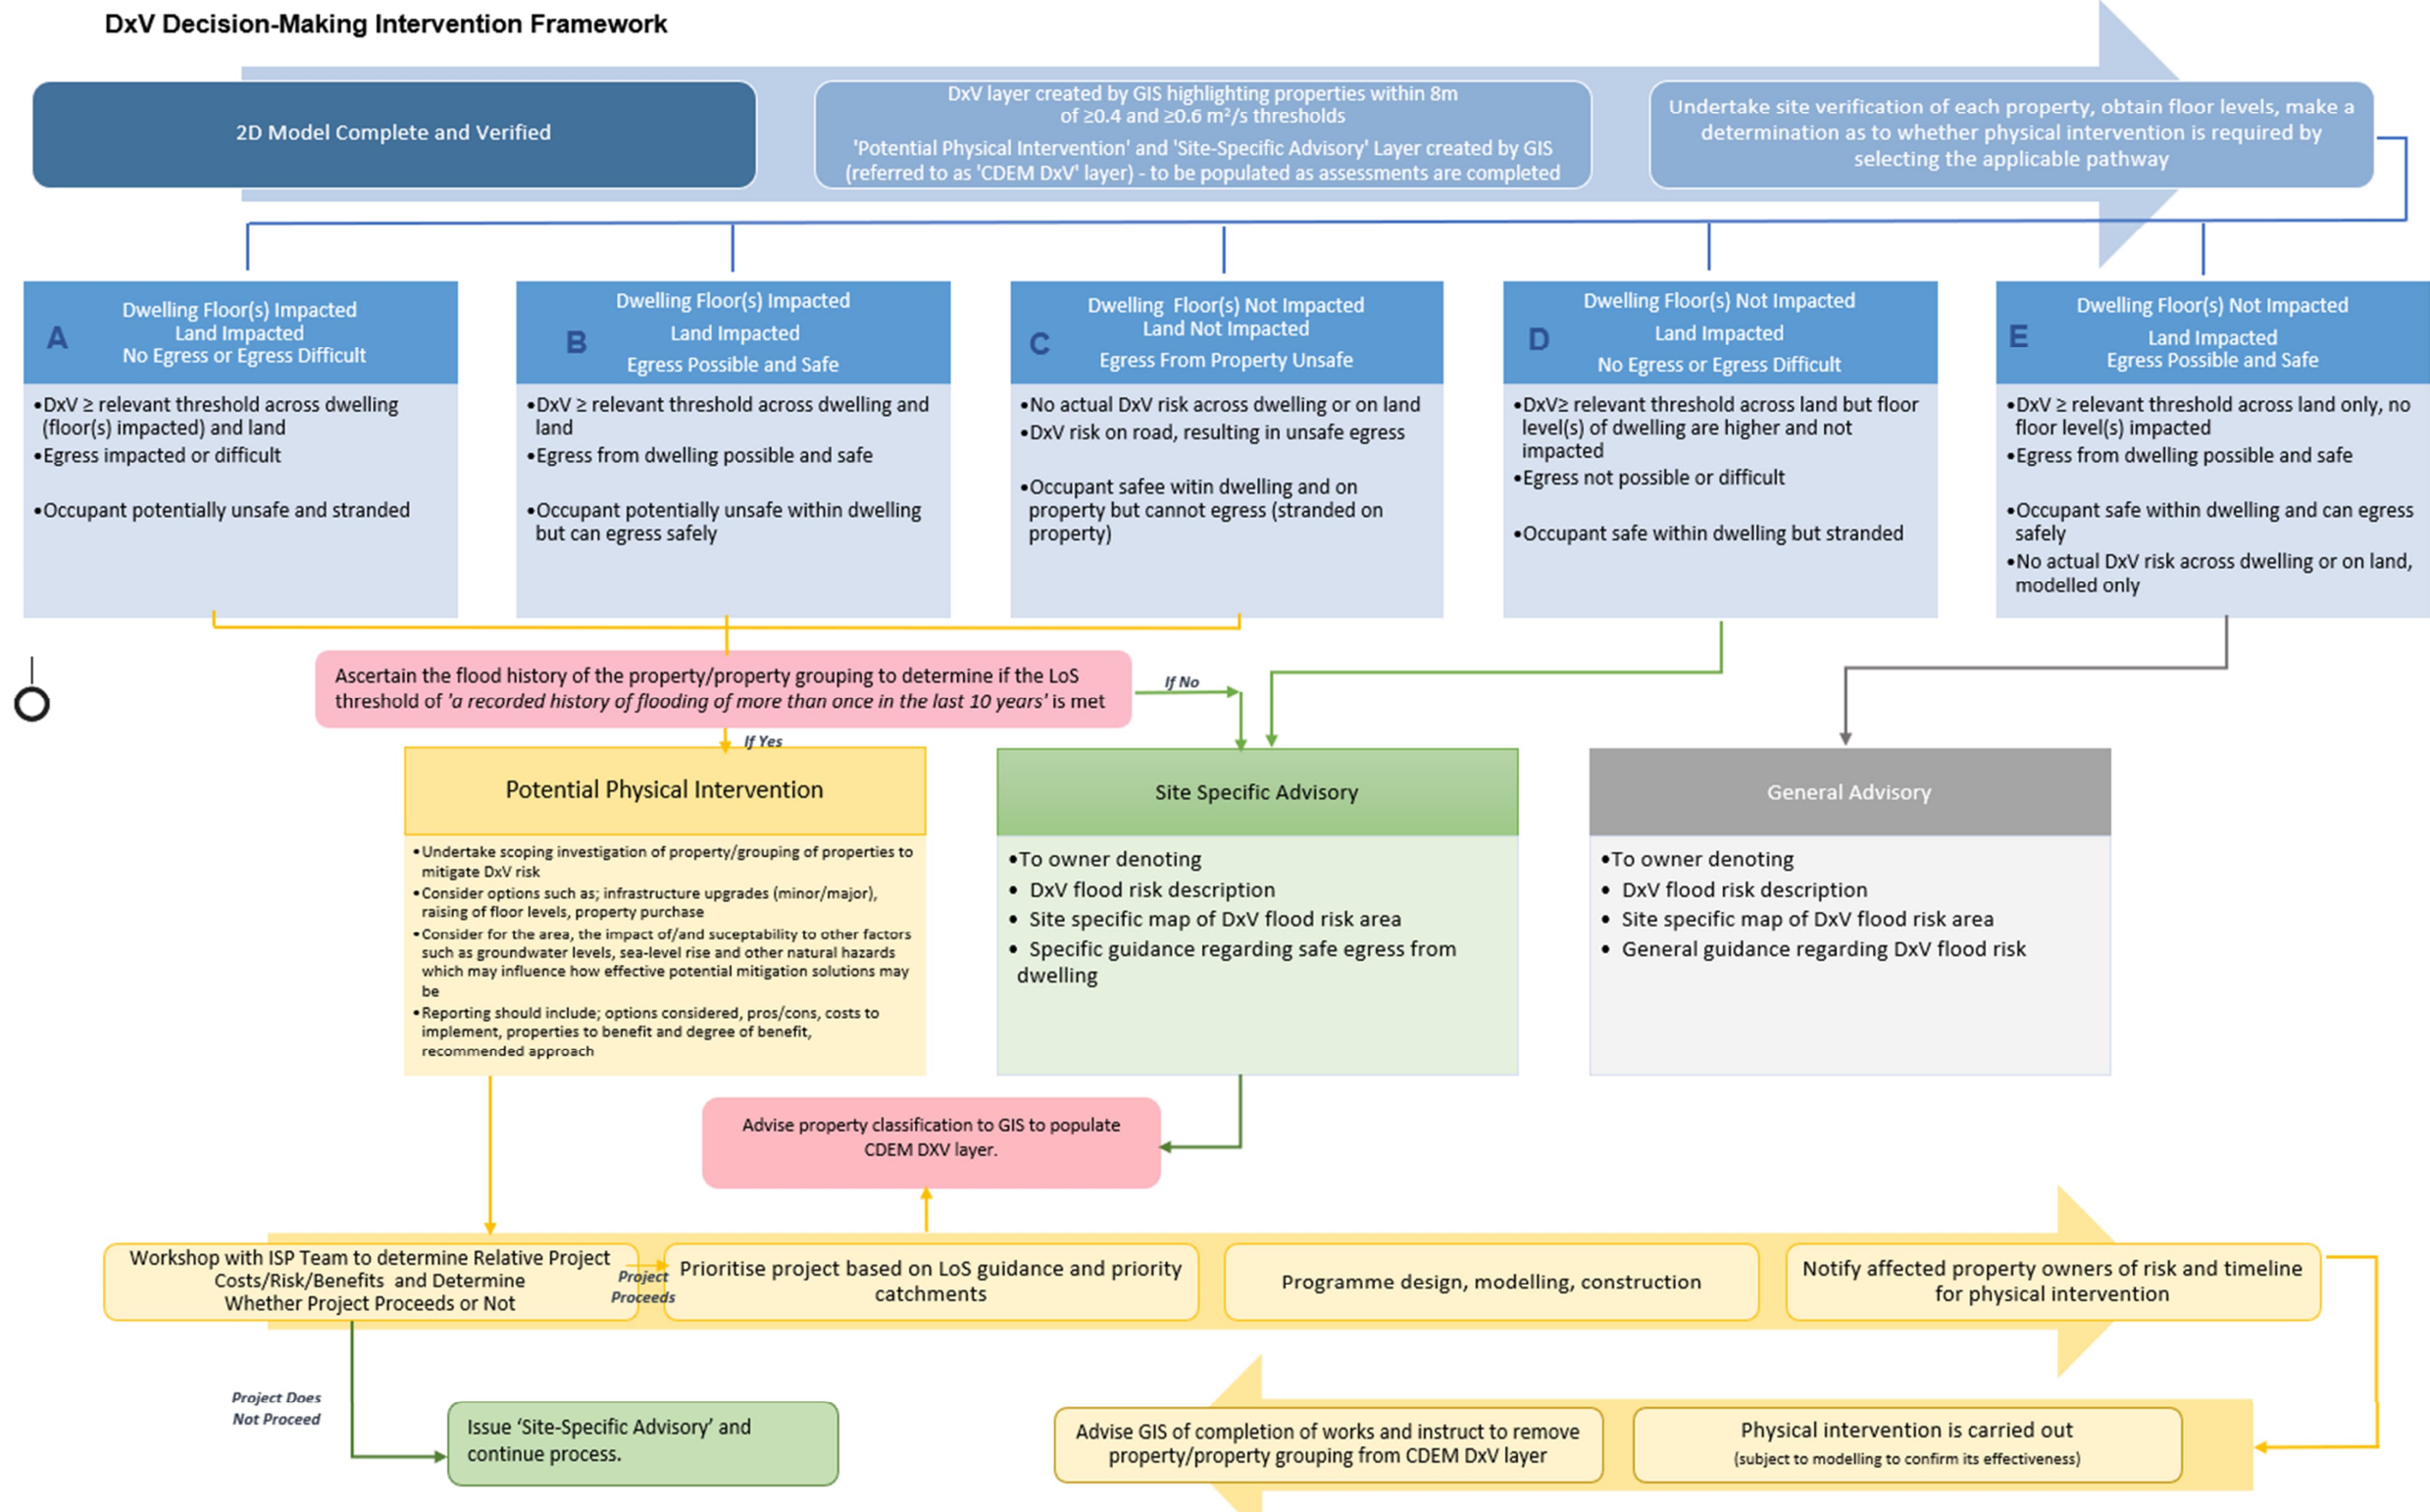 DxV Decision-Making Intervention Framework
2D Model Complete and Verified
DxV layer created by GIS highlighting properties within 8m
of ≥0.4 and ≥0.6 m²/s thresholds
'Potential Physical Intervention' and 'Site-Specific Advisory' Layer created by GIS
(referred to as 'CDEM DxV' layer) - to be populated as assessments are completed
Undertake site verification of each property, obtain floor levels, make a
determination as to whether physical intervention is required by
selecting the applicable pathway
A
Dwelling Floor(s) Impacted
Land Impacted
No Egress or Egress Difficult
•DxV ≥ relevant threshold across dwelling
(floor(s) impacted) and land
•Egress impacted or difficult
•Occupant potentially unsafe and stranded
B
Dwelling Floor(s) Impacted
Land Impacted
Egress Possible and Safe
•DxV ≥ relevant threshold across dwelling and
land
•Egress from dwelling possible and safe
•Occupant potentially unsafe within dwelling
but can egress safely
C
Dwelling Floor(s) Not Impacted
Land Not Impacted
Egress From Property Unsafe
•No actual DxV risk across dwelling or on land
•DxV risk on road, resulting in unsafe egress
•Occupant safee witin dwelling and on
property but cannot egress (stranded on
property)
D
Dwelling Floor(s) Not Impacted
Land Impacted
No Egress or Egress Difficult
•DxV≥ relevant threshold across land but floor
level(s) of dwelling are higher and not
impacted
•Egress not possible or difficult
•Occupant safe within dwelling but stranded
E
Dwelling Floor(s) Not Impacted
Land Impacted
Egress Possible and Safe
•DxV ≥ relevant threshold across land only, no
floor level(s) impacted
•Egress from dwelling possible and safe
•Occupant safe within dwelling and can egress
safely
•No actual DxV risk across dwelling or on land,
modelled only
Ascertain the flood history of the property/property grouping to determine if the LoS
threshold of 'a recorded history of flooding of more than once in the last 10 years' is met
If No
If Yes
Potential Physical Intervention
•Undertake scoping investigation of property/grouping of properties to
mitigate DxV risk
•Consider options such as; infrastructure upgrades (minor/major),
raising of floor levels, property purchase
•Consider for the area, the impact of/and suceptability to other factors
such as groundwater levels, sea-level rise and other natural hazards
which may influence how effective potential mitigation solutions may
be
•Reporting should include; options considered, pros/cons, costs to
implement, properties to benefit and degree of benefit,
recommended approach
Site Specific Advisory
•To owner denoting
• DxV flood risk description
• Site specific map of DxV flood risk area
• Specific guidance regarding safe egress from
dwelling
General Advisory
•To owner denoting
• DxV flood risk description
• Site specific map of DxV flood risk area
• General guidance regarding DxV flood risk
Advise property classification to GIS to populate
CDEM DXV layer.
Workshop with ISP Team to determine Relative Project
Costs/Risk/Benefits and Determine
Whether Project Proceeds or Not
Project
Proceeds
Prioritise project based on LoS guidance and priority
catchments
Programme design, modelling, construction
Notify affected property owners of risk and timeline
for physical intervention
Project Does
Not Proceed
Issue ‘Site-Specific Advisory’ and
continue process.
Advise GIS of completion of works and instruct to remove
property/property grouping from CDEM DxV layer
Physical intervention is carried out
(subject to modelling to confirm its effectiveness)